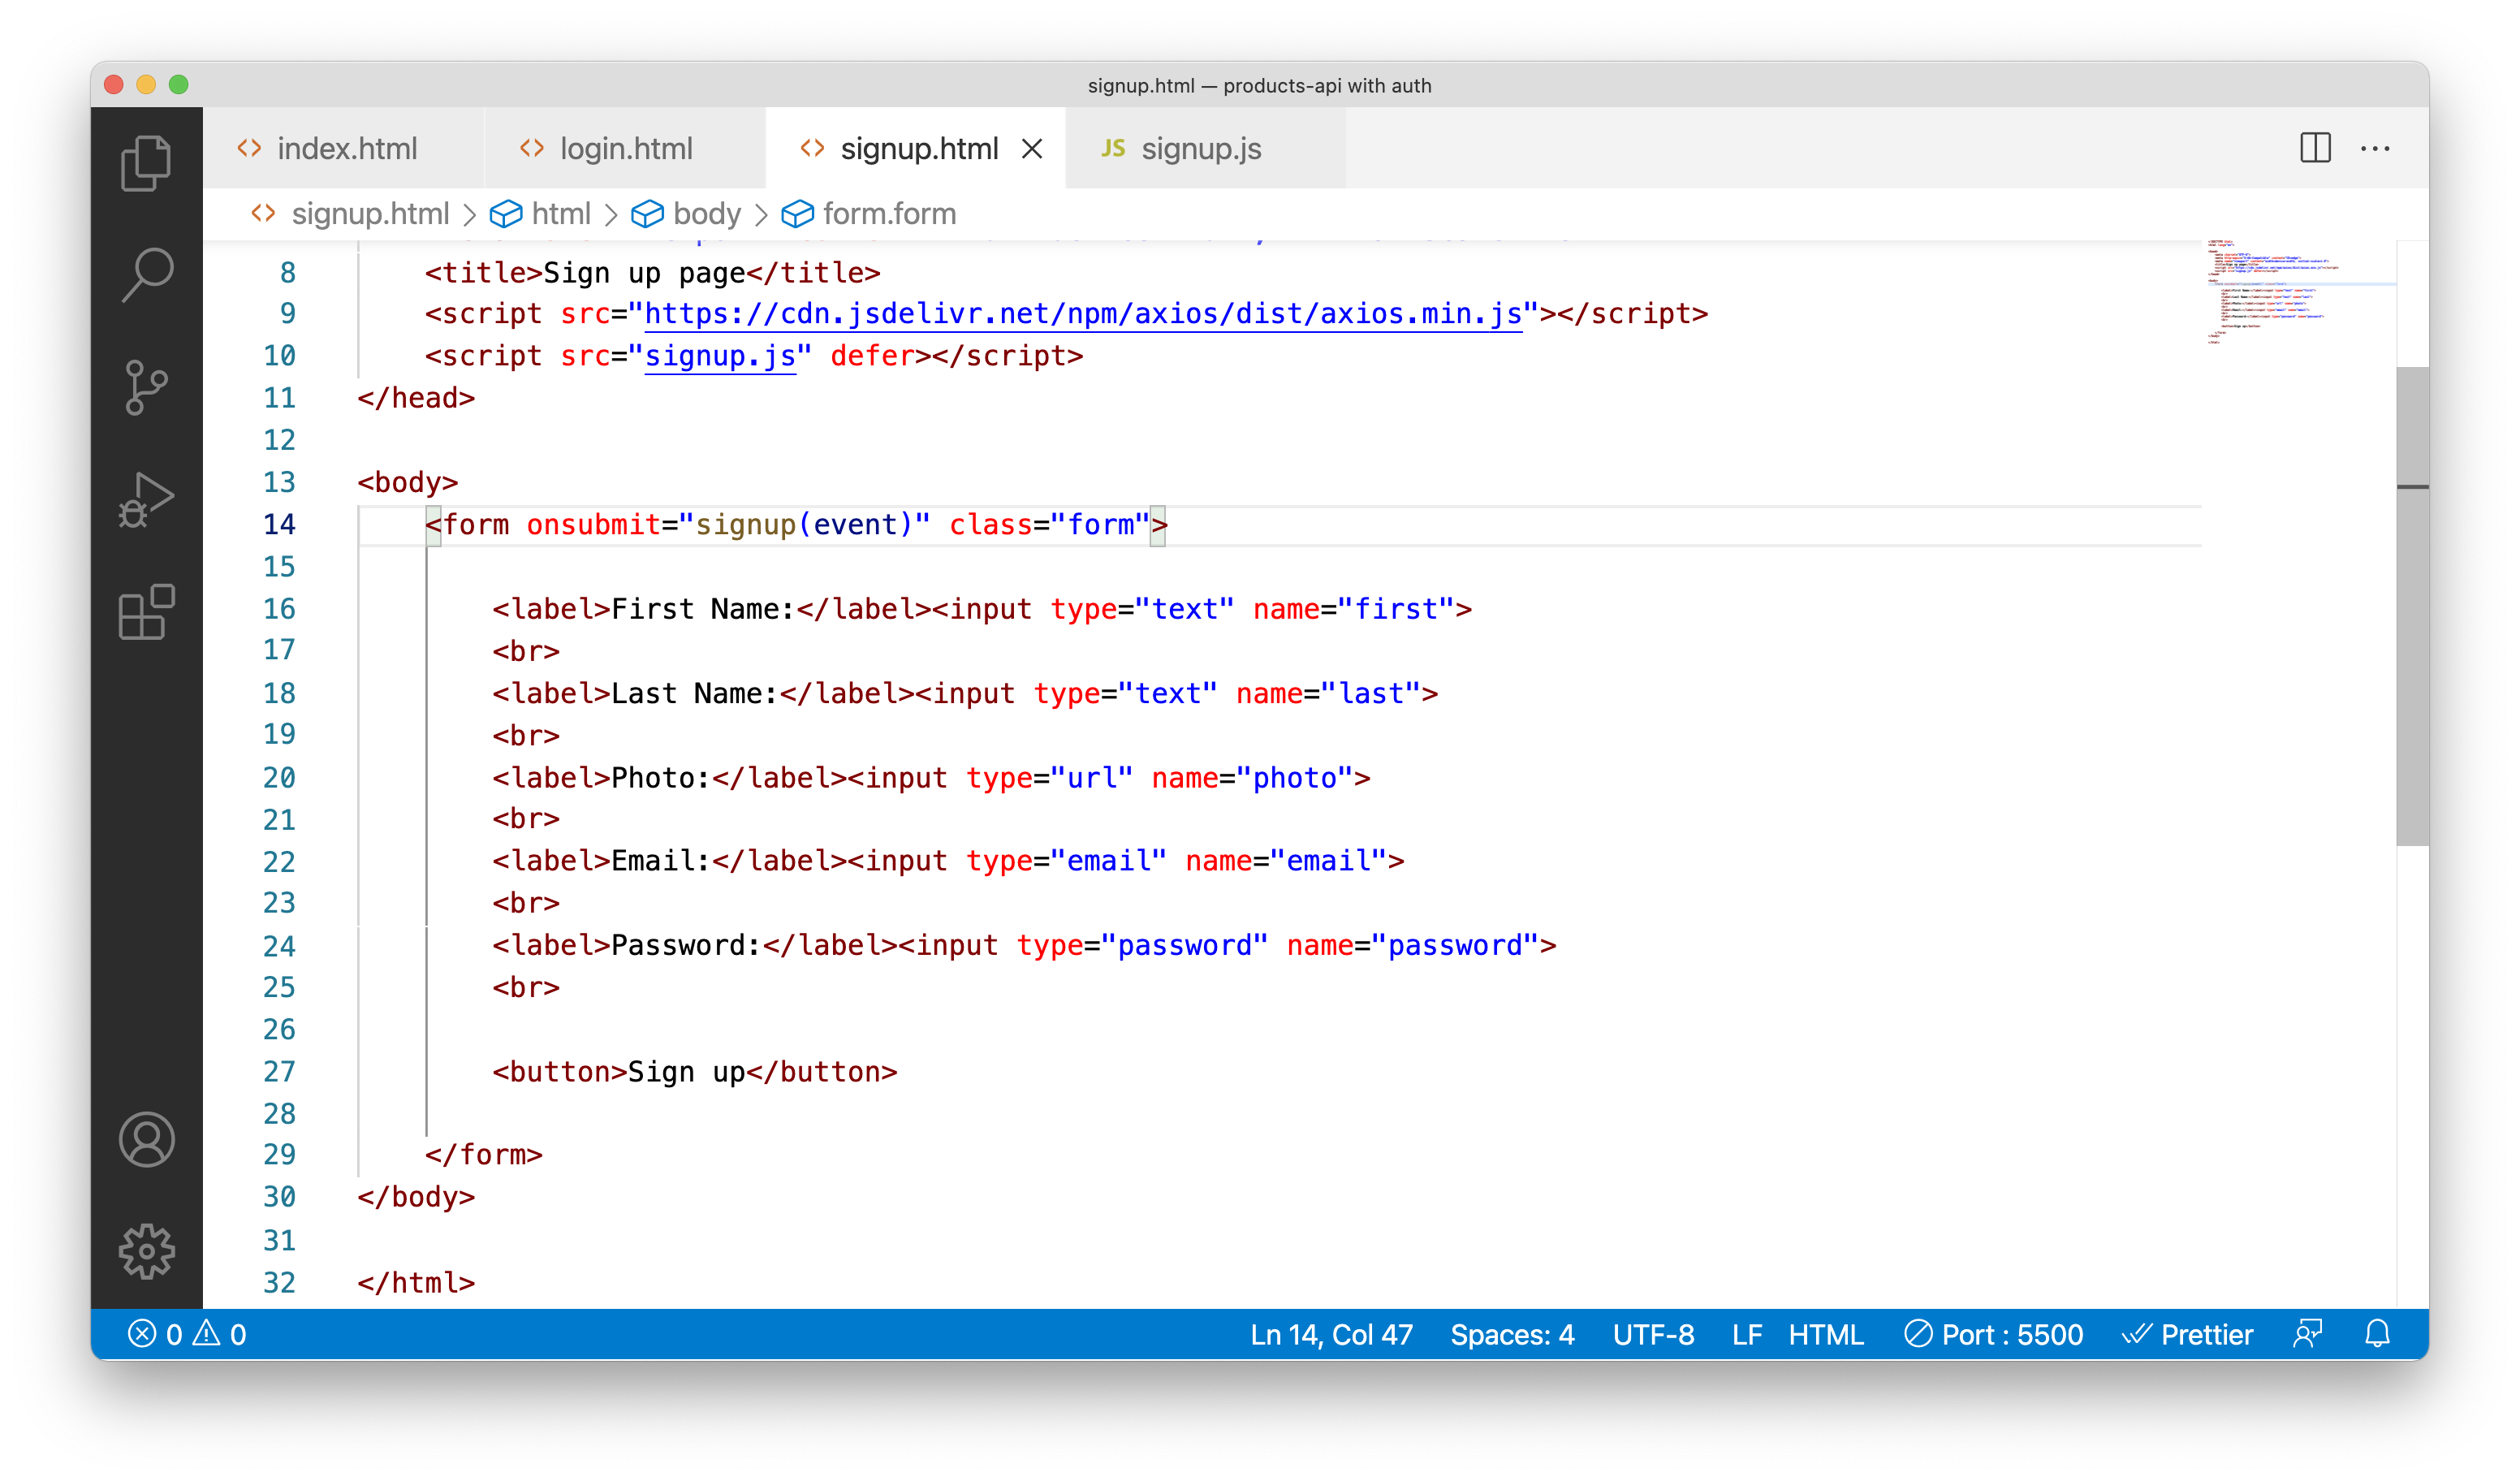 signup.html — products-api with auth
index.html
login.html
signup.html
JS signup.js
signup.html > html > body > form.form
8 <title>Sign up page</title>
9 <script src="https://cdn.jsdelivr.net/npm/axios/dist/axios.min.js"></script>
10 <script src="signup.js" defer></script>
11 </head>
12
13 <body>
14 <form onsubmit="signup(event)" class="form">
15
16 <label>First Name:</label><input type="text" name="first">
17 <br>
18 <label>Last Name:</label><input type="text" name="last">
19 <br>
20 <label>Photo:</label><input type="url" name="photo">
21 <br>
22 <label>Email:</label><input type="email" name="email">
23 <br>
24 <label>Password:</label><input type="password" name="password">
25 <br>
26
27 <button>Sign up</button>
28
29 </form>
30 </body>
31
32 </html>
0 0 Ln 14, Col 47 Spaces: 4 UTF-8 LF HTML Port : 5500 Prettier